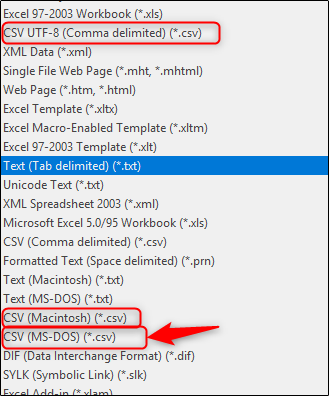 Excel 97-2003 Workbook (*.xls)
CSV UTF-8 (Comma delimited) (*.csv)
XML Data (*.xml)
Single File Web Page (*.mht, *.mhtml)
Web Page (*.htm, *.html)
Excel Template (*.xltx)
Excel Macro-Enabled Template (*.xltm)
Excel 97-2003 Template (*.xlt)
Text (Tab delimited) (*.txt)
Unicode Text (*.txt)
XML Spreadsheet 2003 (*.xml)
Microsoft Excel 5.0/95 Workbook (*.xls)
CSV (Comma delimited) (*.csv)
Formatted Text (Space delimited) (*.prn)
Text (Macintosh) (*.txt)
Text (MS-DOS) (*.txt)
CSV (Macintosh) (*.csv)
CSV (MS-DOS) (*.csv)
DIF (Data Interchange Format) (*.dif)
SYLK (Symbolic Link) (*.slk)
Excel Add-in (*.xlam)